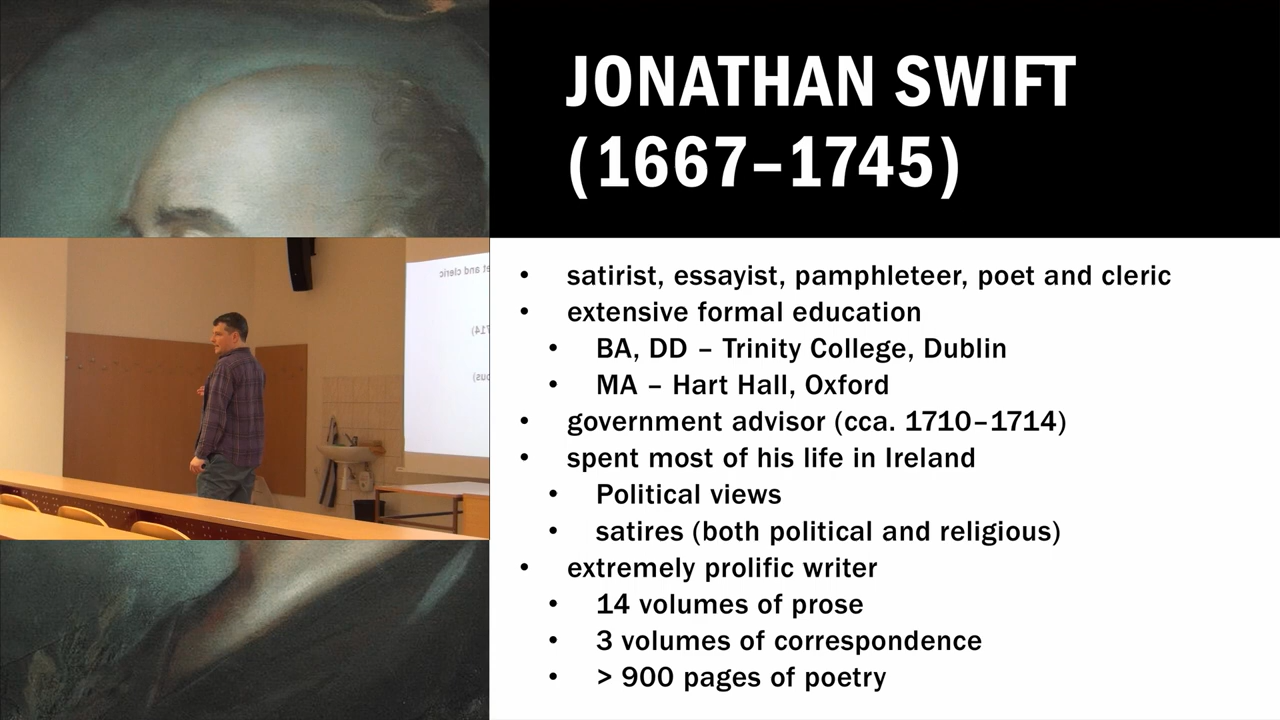 JONATHAN SWIFT
(1667–1745)
• satirist, essayist, pamphleteer, poet and cleric
• extensive formal education
• BA, DD – Trinity College, Dublin
• MA – Hart Hall, Oxford
• government advisor (cca. 1710–1714)
• spent most of his life in Ireland
• Political views
• satires (both political and religious)
• extremely prolific writer
• 14 volumes of prose
• 3 volumes of correspondence
• > 900 pages of poetry